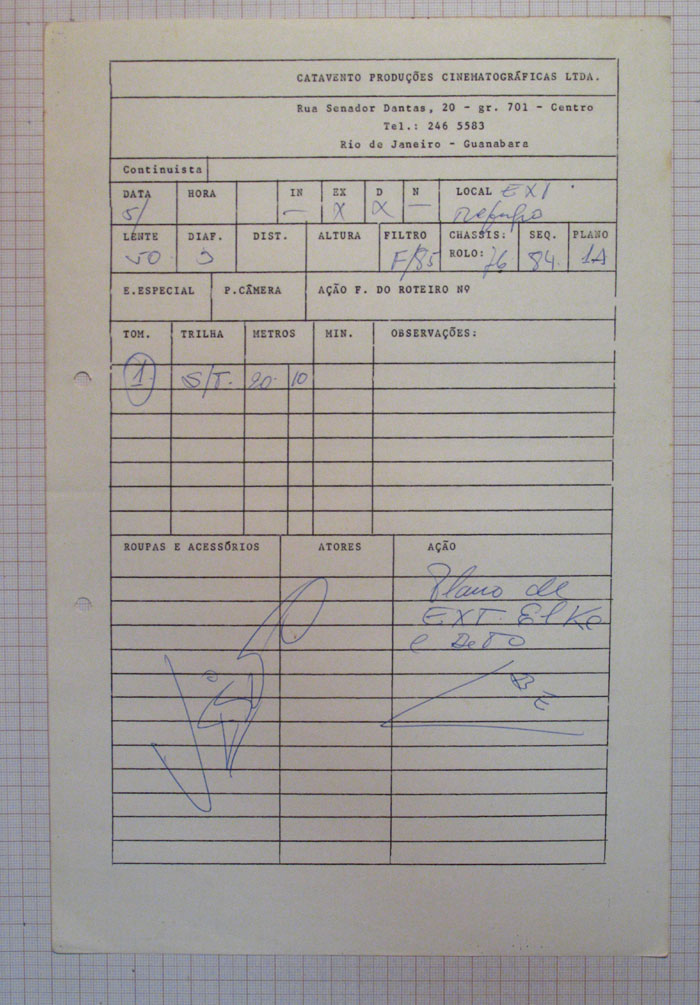 CATAVENTO PRODUÇÕES CINEMATOGRÁFICAS LTDA.
Rua Senador Dantas, 20 - gr. 701 - Centro
Tel.: 246 5583
Rio de Janeiro - Guanabara
Continuista
DATA HORA IN EX D N LOCAL EXT
5/ — X X —
LENTE DIAF. DIST. ALTURA FILTRO CHASSIS: SEQ. PLANO
50 F/85 ROLO: 76 84. 1A
E.ESPECIAL P.CÂMERA AÇÃO F. DO ROTEIRO Nº
TOM. TRILHA METROS MIN. OBSERVAÇÕES:
1 S/T. 20 10
ROUPAS E ACESSÓRIOS ATORES AÇÃO
Plano de
EXT. Elke
e